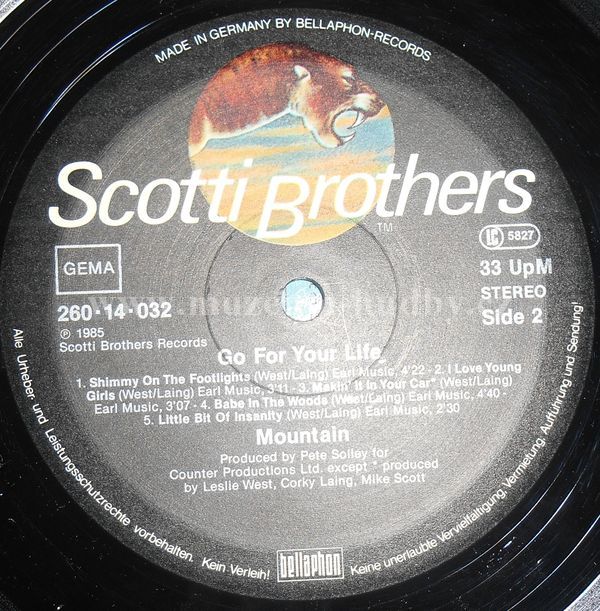 MADE IN GERMANY BY BELLAPHON-RECORDS
Scotti Brothers
TM
GEMA
LC 5827
260·14·032
33 UpM
STEREO
℗ 1985
Side 2
Scotti Brothers Records
Go For Your Life
1. Shimmy On The Footlights (West/Laing) Earl Music, 4'22 - 2. I Love Young
Girls (West/Laing) Earl Music, 3'11 - 3. Makin' It In Your Car* (West/Laing)
Earl Music, 3'07 - 4. Babe In The Woods (West/Laing) Earl Music, 4'40 -
5. Little Bit Of Insanity (West/Laing) Earl Music, 2'30
Mountain
Produced by Pete Solley for
Counter Productions Ltd. except * produced
by Leslie West, Corky Laing, Mike Scott
bellaphon
Alle Urheber- und Leistungsschutzrechte vorbehalten. Kein Verleih! Keine unerlaubte Vervielfältigung, Vermietung, Aufführung und Sendung!